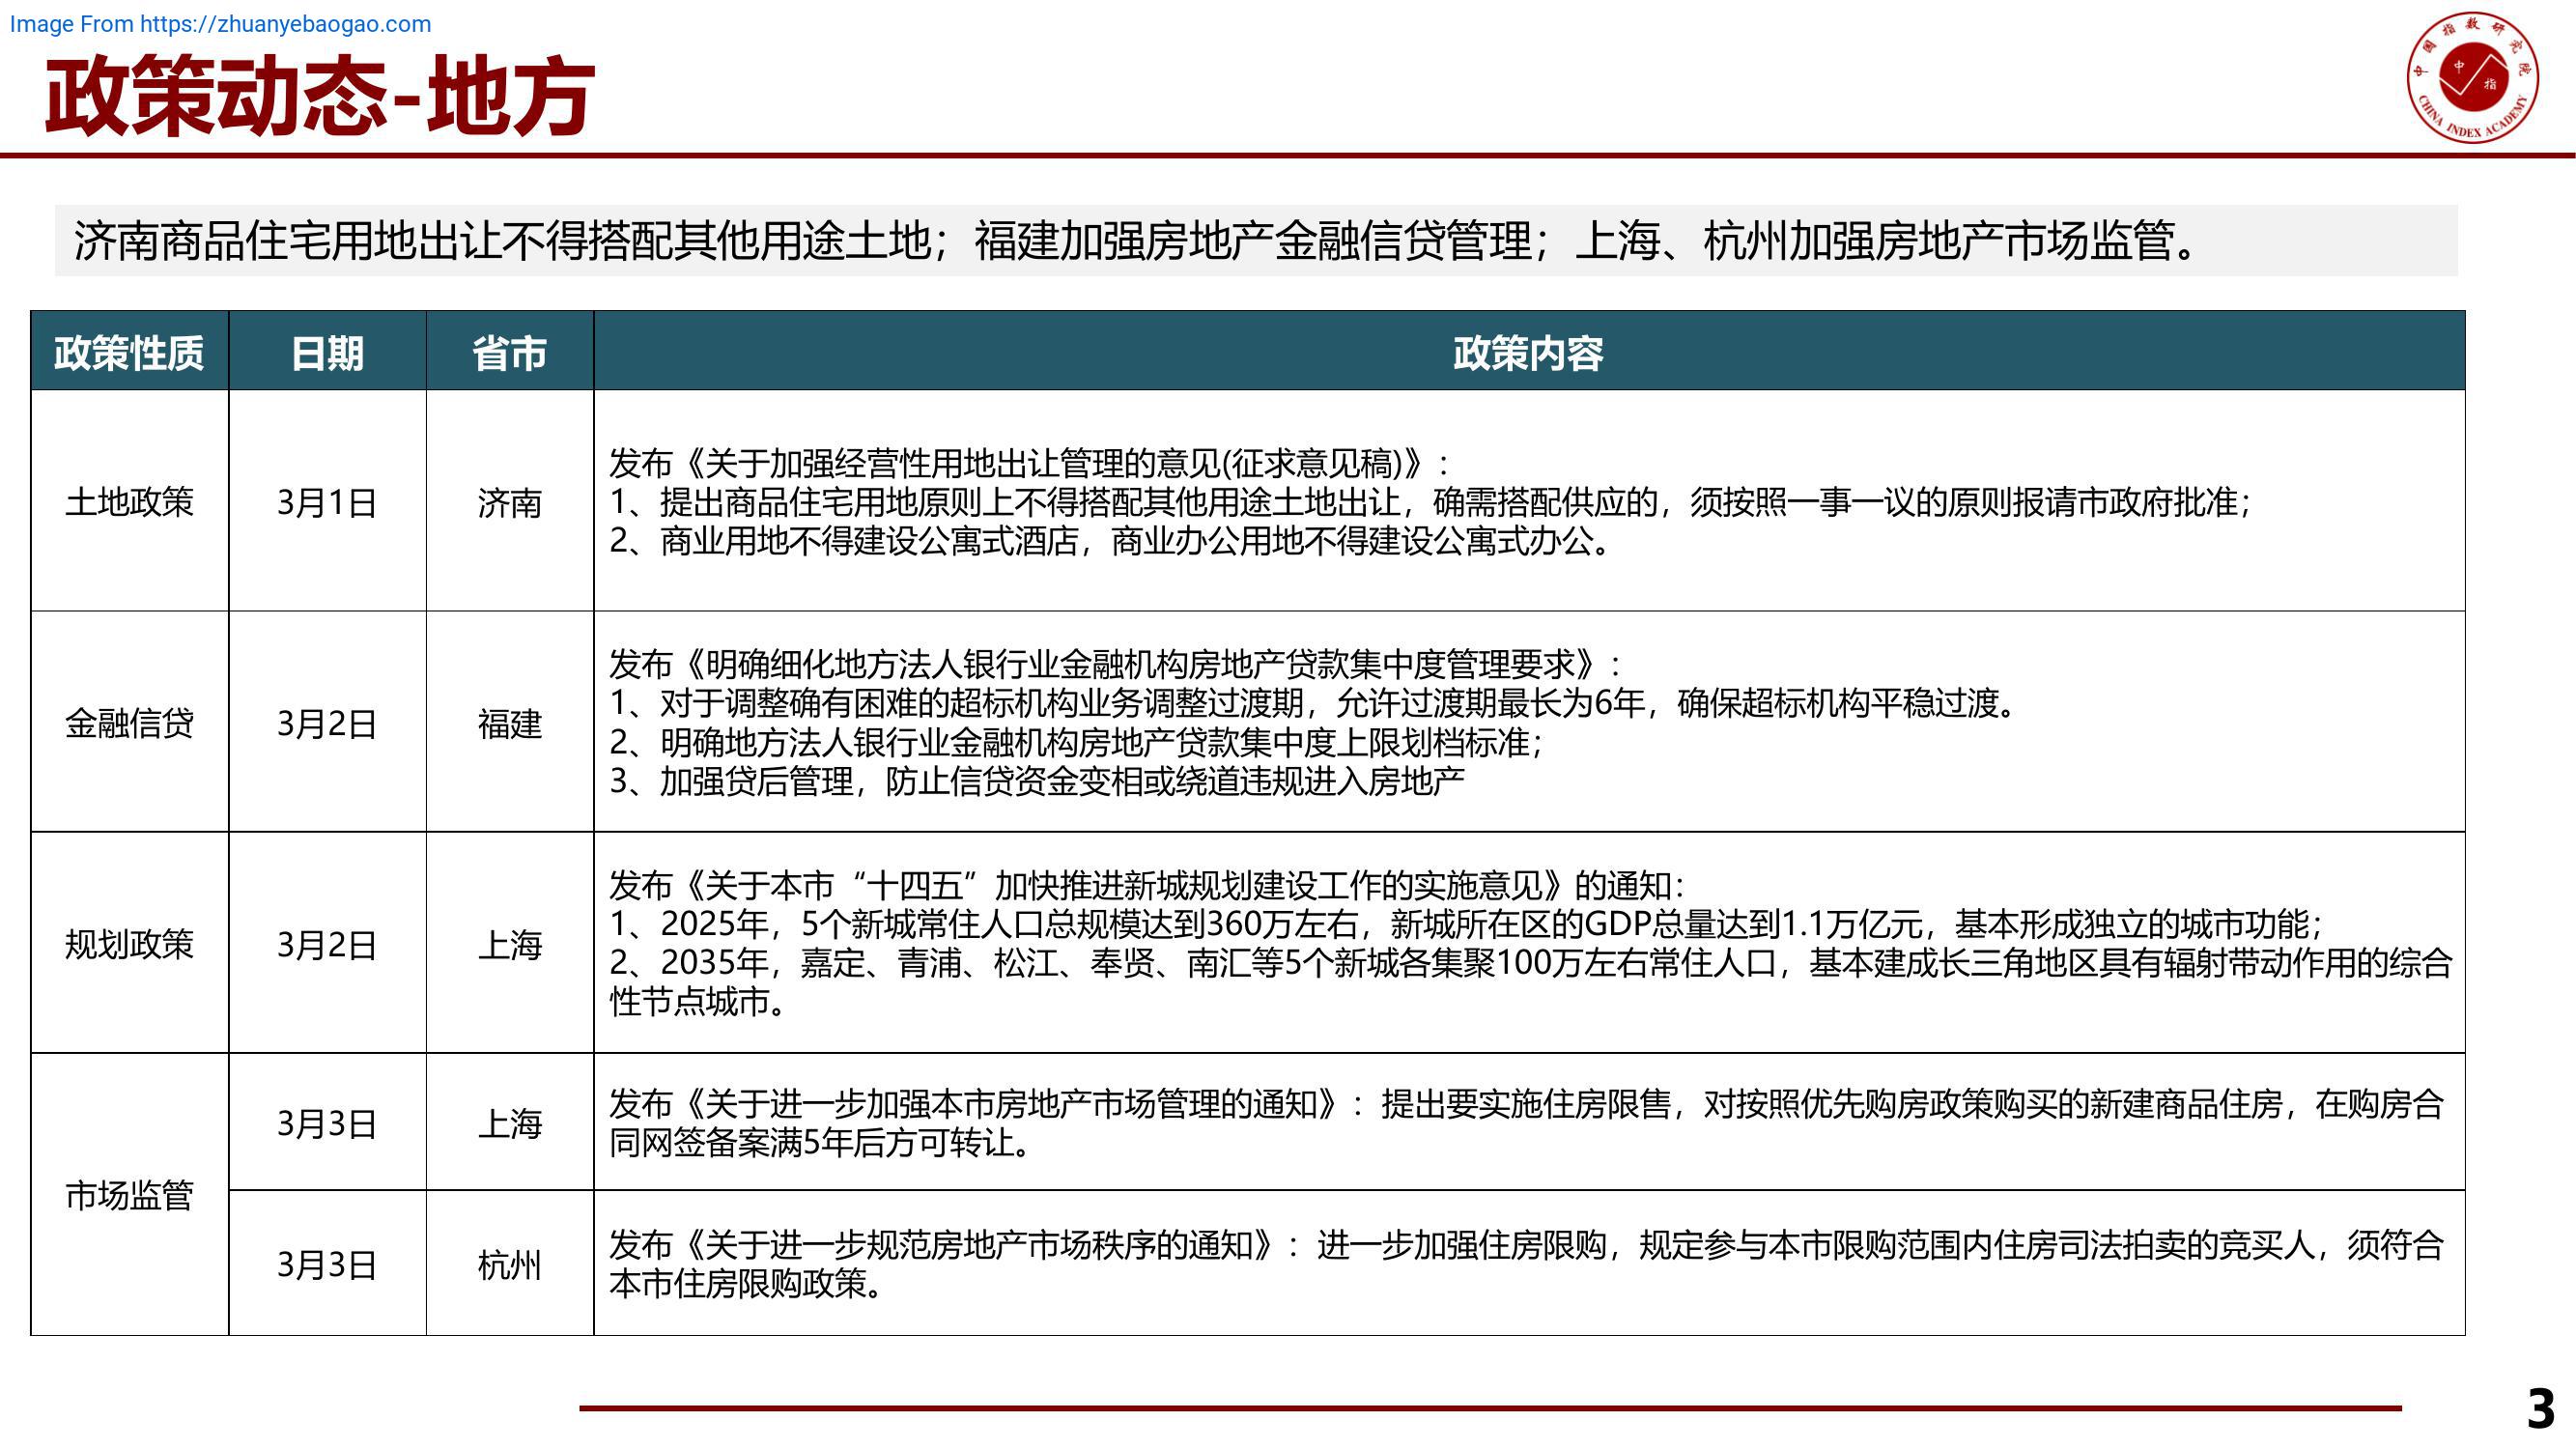 Image From https://zhuanyebaogao.com
政策动态-地方
中国指数研究院
中
指
CHINA INDEX ACADEMY
济南商品住宅用地出让不得搭配其他用途土地；福建加强房地产金融信贷管理；上海、杭州加强房地产市场监管。
政策性质 日期 省市 政策内容
土地政策 3月1日 济南
发布《关于加强经营性用地出让管理的意见(征求意见稿)》：
1、提出商品住宅用地原则上不得搭配其他用途土地出让，确需搭配供应的，须按照一事一议的原则报请市政府批准；
2、商业用地不得建设公寓式酒店，商业办公用地不得建设公寓式办公。
金融信贷 3月2日 福建
发布《明确细化地方法人银行业金融机构房地产贷款集中度管理要求》：
1、对于调整确有困难的超标机构业务调整过渡期，允许过渡期最长为6年，确保超标机构平稳过渡。
2、明确地方法人银行业金融机构房地产贷款集中度上限划档标准；
3、加强贷后管理，防止信贷资金变相或绕道违规进入房地产
规划政策 3月2日 上海
发布《关于本市“十四五”加快推进新城规划建设工作的实施意见》的通知：
1、2025年，5个新城常住人口总规模达到360万左右，新城所在区的GDP总量达到1.1万亿元，基本形成独立的城市功能；
2、2035年，嘉定、青浦、松江、奉贤、南汇等5个新城各集聚100万左右常住人口，基本建成长三角地区具有辐射带动作用的综合
性节点城市。
市场监管
3月3日 上海
发布《关于进一步加强本市房地产市场管理的通知》：提出要实施住房限售，对按照优先购房政策购买的新建商品住房，在购房合
同网签备案满5年后方可转让。
3月3日 杭州
发布《关于进一步规范房地产市场秩序的通知》：进一步加强住房限购，规定参与本市限购范围内住房司法拍卖的竞买人，须符合
本市住房限购政策。
3